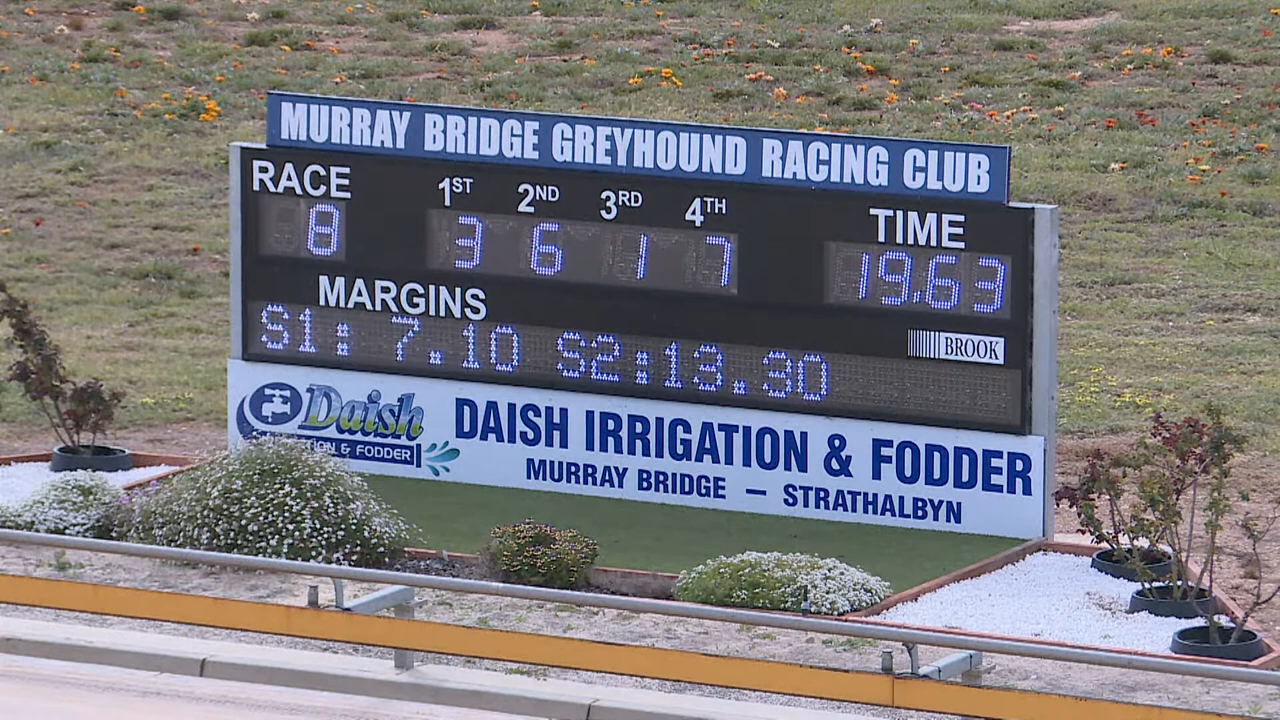 MURRAY BRIDGE GREYHOUND RACING CLUB
RACE 1ST 2ND 3RD 4TH TIME
8 3 6 1 7 19.63
MARGINS
S1: 7.10 S2:13.30
BROOK
Daish
& FODDER
DAISH IRRIGATION & FODDER
MURRAY BRIDGE — STRATHALBYN